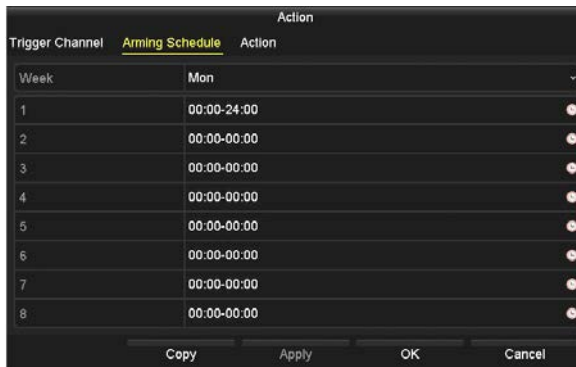 Action
Trigger Channel Arming Schedule Action
Week Mon
1 00:00-24:00
2 00:00-00:00
3 00:00-00:00
4 00:00-00:00
5 00:00-00:00
6 00:00-00:00
7 00:00-00:00
8 00:00-00:00
Copy Apply OK Cancel